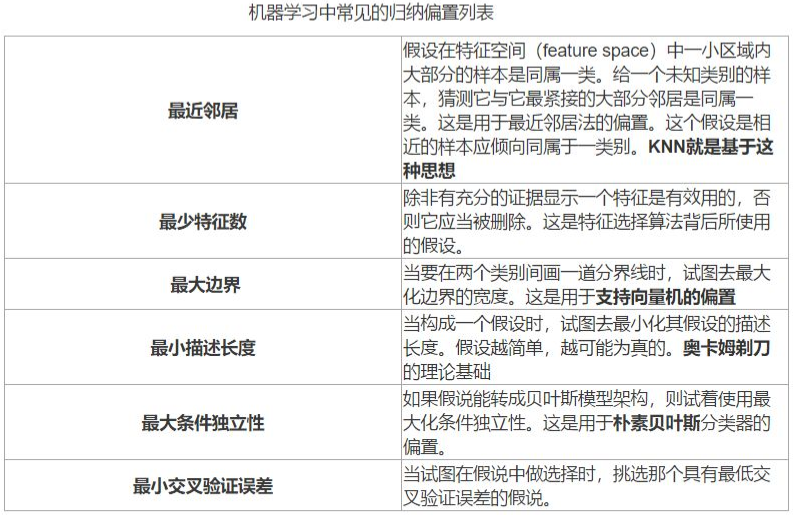 机器学习中常见的归纳偏置列表
最近邻居
假设在特征空间（feature space）中一小区域内
大部分的样本是同属一类。给一个未知类别的样
本，猜测它与它最紧接的大部分邻居是同属一
类。这是用于最近邻居法的偏置。这个假设是相
近的样本应倾向同属于一类别。KNN就是基于这
种思想
最少特征数
除非有充分的证据显示一个特征是有效用的，否
则它应当被删除。这是特征选择算法背后所使用
的假设。
最大边界
当要在两个类别间画一道分界线时，试图去最大
化边界的宽度。这是用于支持向量机的偏置
最小描述长度
当构成一个假设时，试图去最小化其假设的描述
长度。假设越简单，越可能为真的。奥卡姆剃刀
的理论基础
最大条件独立性
如果假说能转成贝叶斯模型架构，则试着使用最
大化条件独立性。这是用于朴素贝叶斯分类器的
偏置。
最小交叉验证误差
当试图在假说中做选择时，挑选那个具有最低交
叉验证误差的假说。